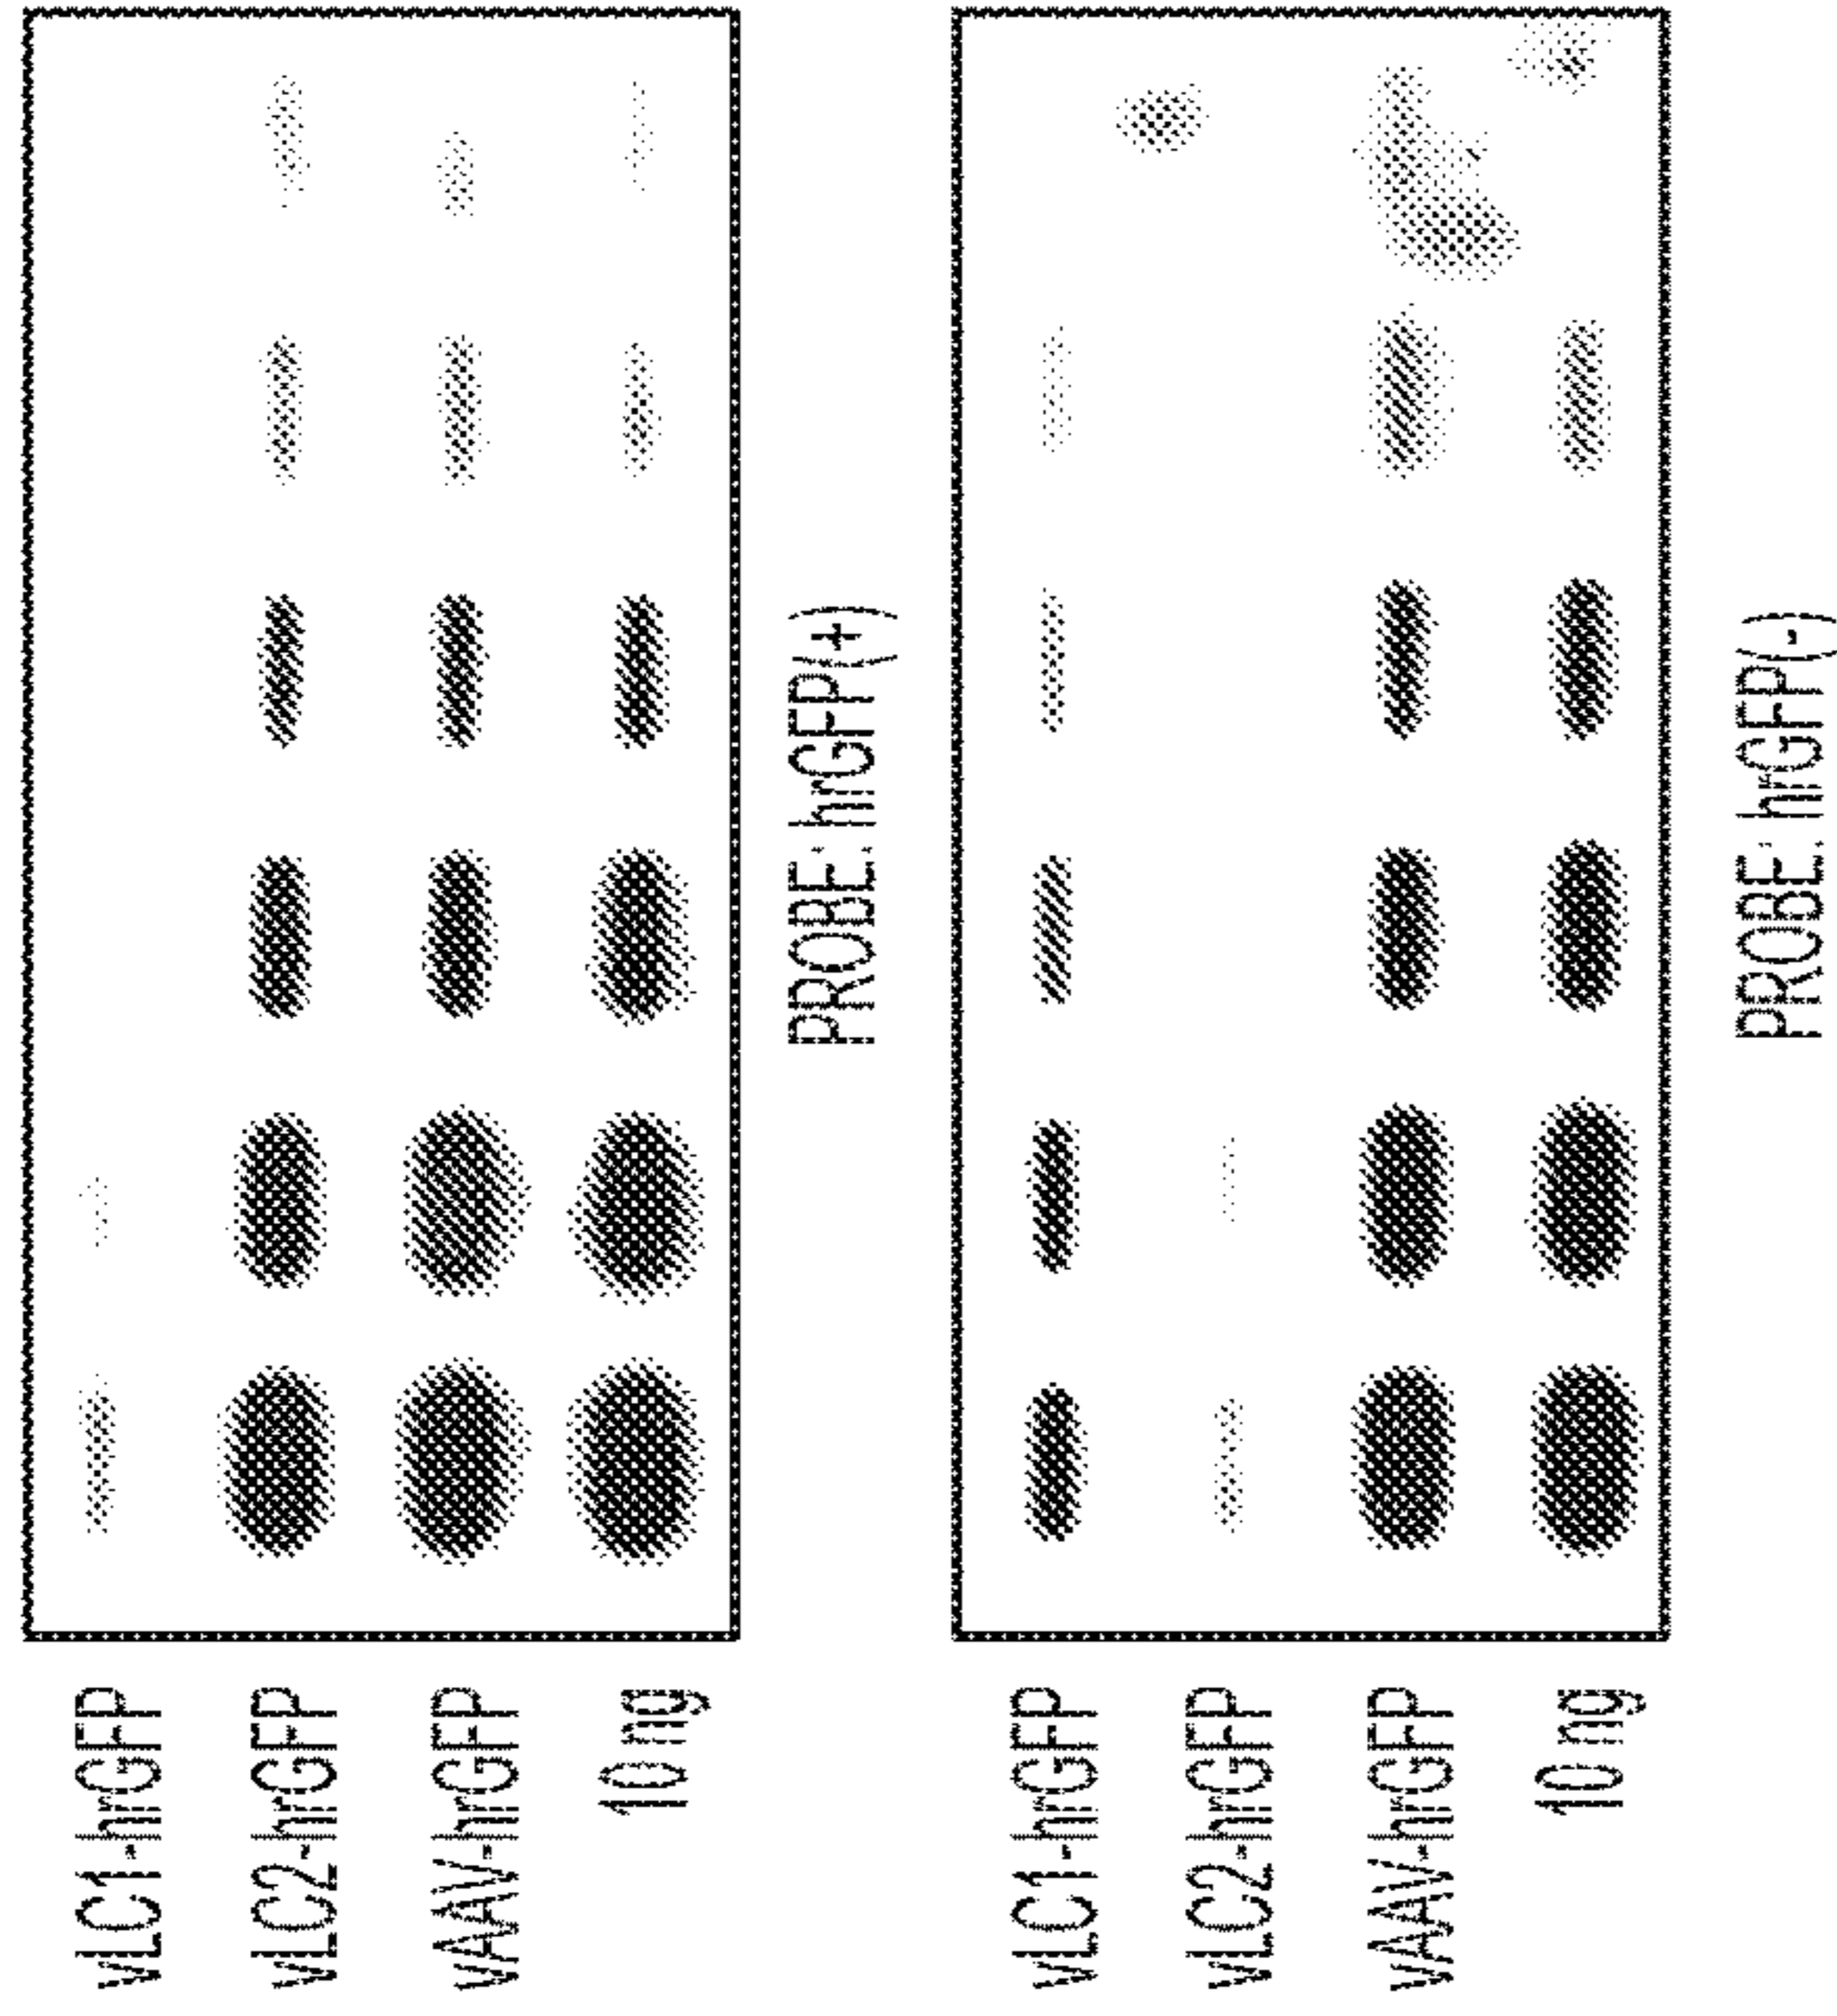 vLC1-hrGFP
vLC2-hrGFP
vAAV-hrGFP
10 ng
PROBE: hrGFP(+)
vLC1-hrGFP
vLC2-hrGFP
vAAV-hrGFP
10 ng
PROBE: hrGFP(-)